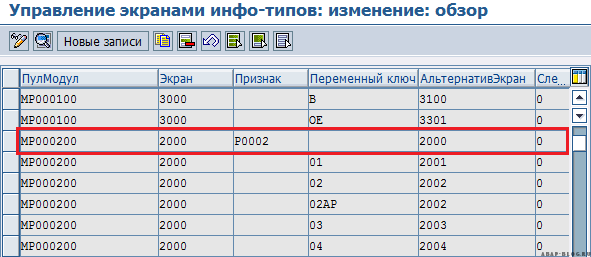 Управление экранами инфо-типов: изменение: обзор
Новые записи
ПулМодул Экран Признак Переменный ключ АльтернативЭкран Сле...
MP000100 3000 B 3100 0
MP000100 3000 OE 3301 0
MP000200 2000 P0002 2000 0
MP000200 2000 01 2001 0
MP000200 2000 02 2002 0
MP000200 2000 02AP 2002 0
MP000200 2000 03 2003 0
MP000200 2000 04 2004 0
ABAP-BLOG.RU